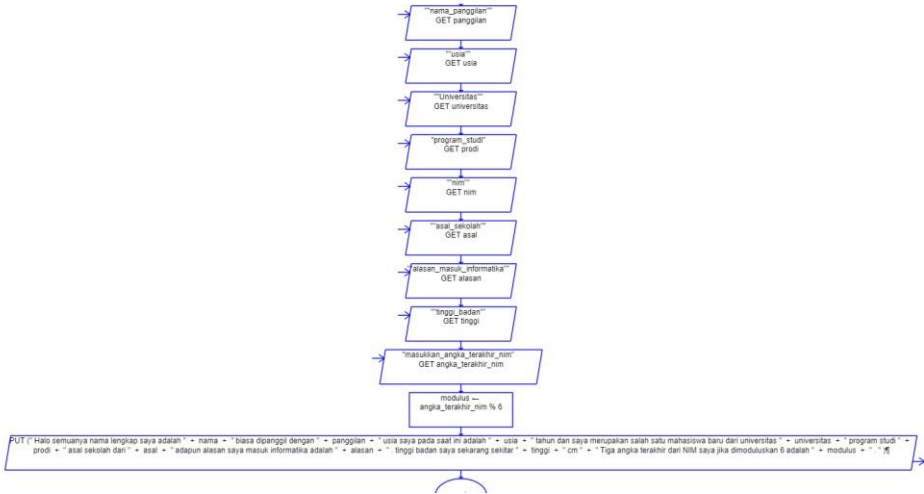 ""nama_panggilan""
GET panggilan
""usia""
GET usia
""Universitas""
GET universitas
"program_studi"
GET prodi
""nim""
GET nim
""asal_sekolah""
GET asal
""alasan_masuk_informatika""
GET alasan
""tinggi_badan""
GET tinggi
"masukkan_angka_terakhir_nim"
GET angka_terakhir_nim
modulus ←
angka_terakhir_nim % 6
PUT (" Halo semuanya nama lengkap saya adalah " + nama + " biasa dipanggil dengan " + panggilan + " usia saya pada saat ini adalah " + usia + " tahun dan saya merupakan salah satu mahasiswa baru dari universitas " + universitas + " program studi " +
prodi + " asal sekolah dari " + asal + " adapun alasan saya masuk informatika adalah " + alasan + " . tinggi badan saya sekarang sekitar " + tinggi + " cm " + " Tiga angka terakhir dari NIM saya jika dimoduluskan 6 adalah " + modulus + " . " )¶